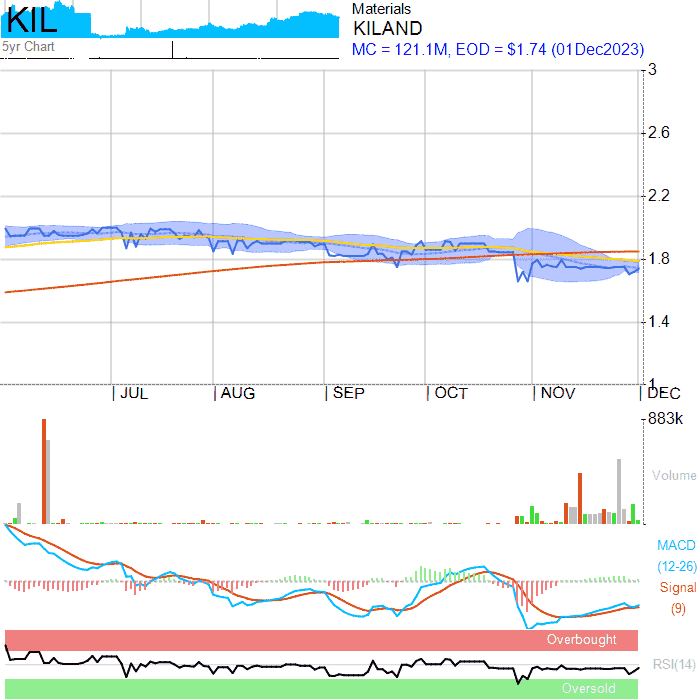 KIL
5yr Chart
Materials
KILAND
MC = 121.1M, EOD = $1.74 (01Dec2023)
3
2.6
2.2
1.8
1.4
1
JUL AUG SEP OCT NOV DEC
883k
Volume
MACD
(12-26)
Signal
(9)
Overbought
RSI(14)
Oversold